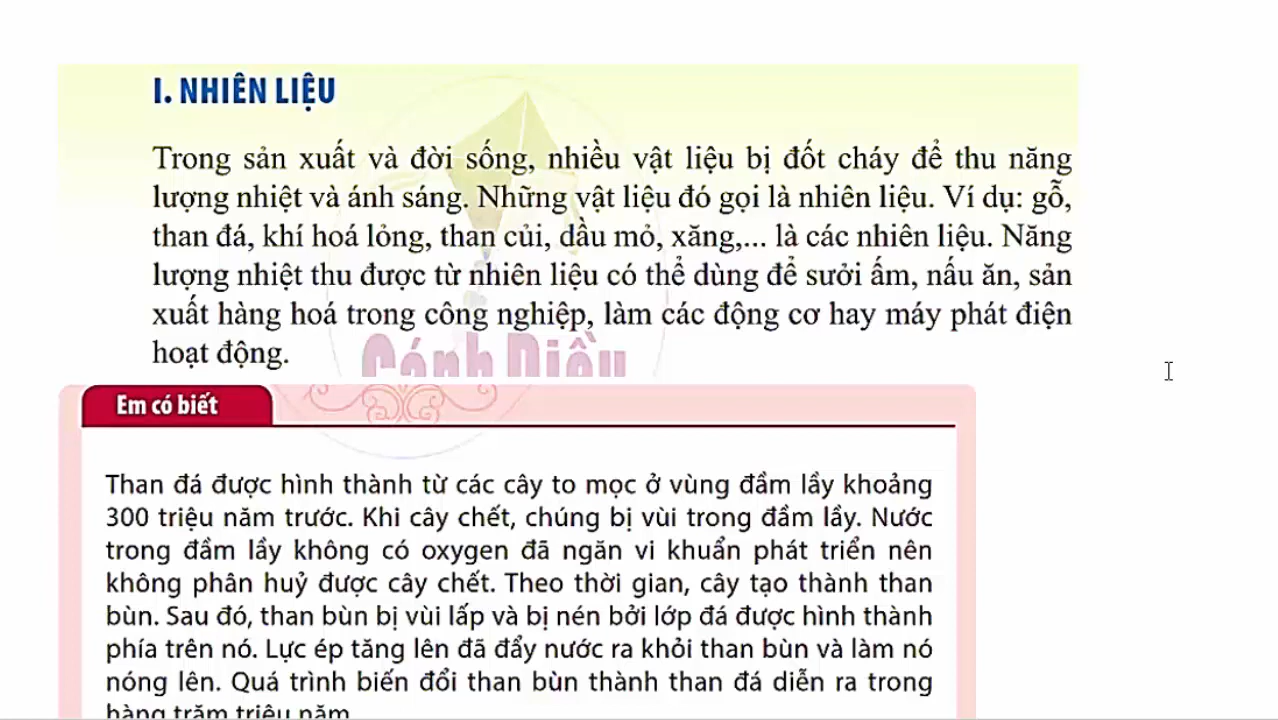 I. NHIÊN LIỆU
Trong sản xuất và đời sống, nhiều vật liệu bị đốt cháy để thu năng
lượng nhiệt và ánh sáng. Những vật liệu đó gọi là nhiên liệu. Ví dụ: gỗ,
than đá, khí hoá lỏng, than củi, dầu mỏ, xăng,... là các nhiên liệu. Năng
lượng nhiệt thu được từ nhiên liệu có thể dùng để sưởi ấm, nấu ăn, sản
xuất hàng hoá trong công nghiệp, làm các động cơ hay máy phát điện
hoạt động.
Cánh Diều
Em có biết
Than đá được hình thành từ các cây to mọc ở vùng đầm lầy khoảng
300 triệu năm trước. Khi cây chết, chúng bị vùi trong đầm lầy. Nước
trong đầm lầy không có oxygen đã ngăn vi khuẩn phát triển nên
không phân huỷ được cây chết. Theo thời gian, cây tạo thành than
bùn. Sau đó, than bùn bị vùi lấp và bị nén bởi lớp đá được hình thành
phía trên nó. Lực ép tăng lên đã đẩy nước ra khỏi than bùn và làm nó
nóng lên. Quá trình biến đổi than bùn thành than đá diễn ra trong
hàng trăm triệu năm